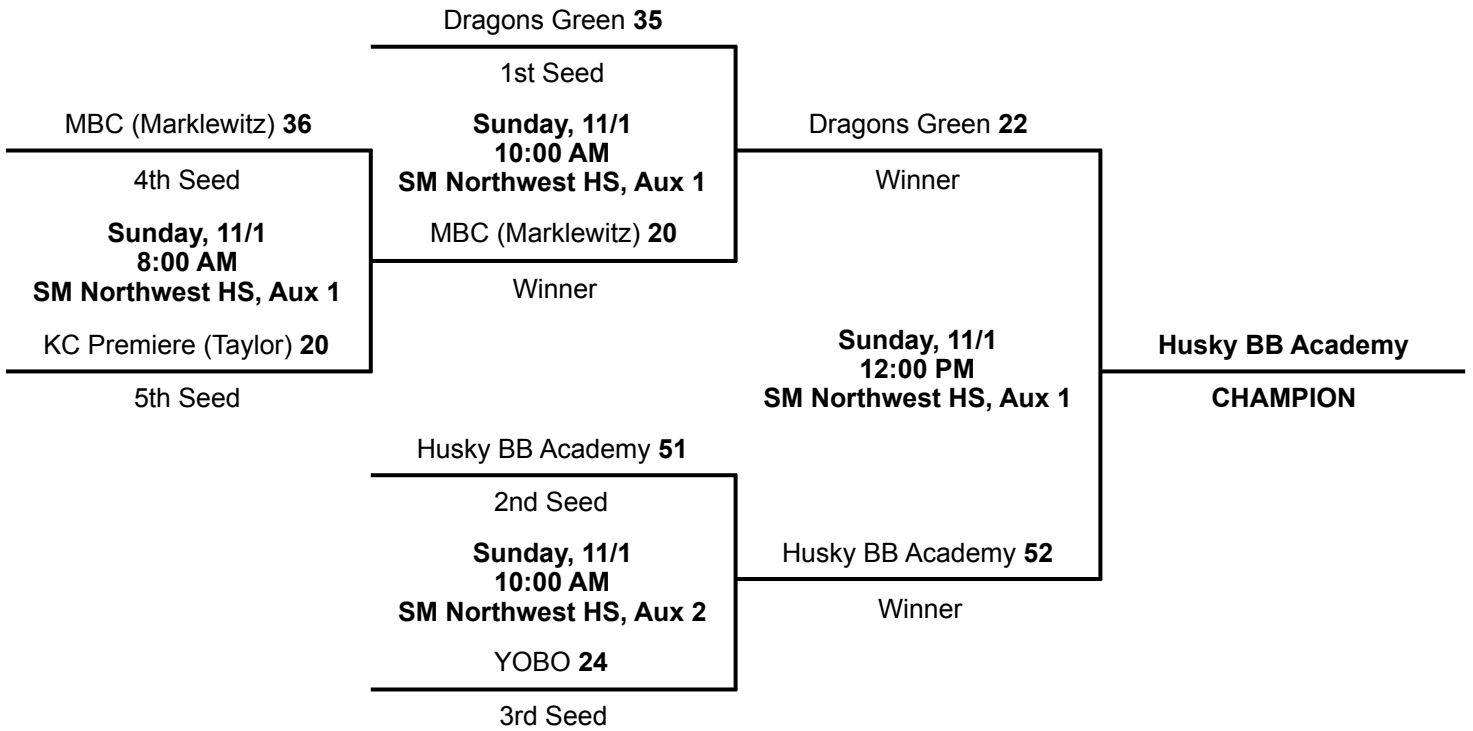 Dragons Green 35
1st Seed
MBC (Marklewitz) 36
4th Seed
Sunday, 11/1
8:00 AM
SM Northwest HS, Aux 1
KC Premiere (Taylor) 20
5th Seed
Sunday, 11/1
10:00 AM
SM Northwest HS, Aux 1
MBC (Marklewitz) 20
Winner
Dragons Green 22
Winner
Sunday, 11/1
12:00 PM
SM Northwest HS, Aux 1
Husky BB Academy
CHAMPION
Husky BB Academy 51
2nd Seed
Sunday, 11/1
10:00 AM
SM Northwest HS, Aux 2
YOBO 24
3rd Seed
Husky BB Academy 52
Winner